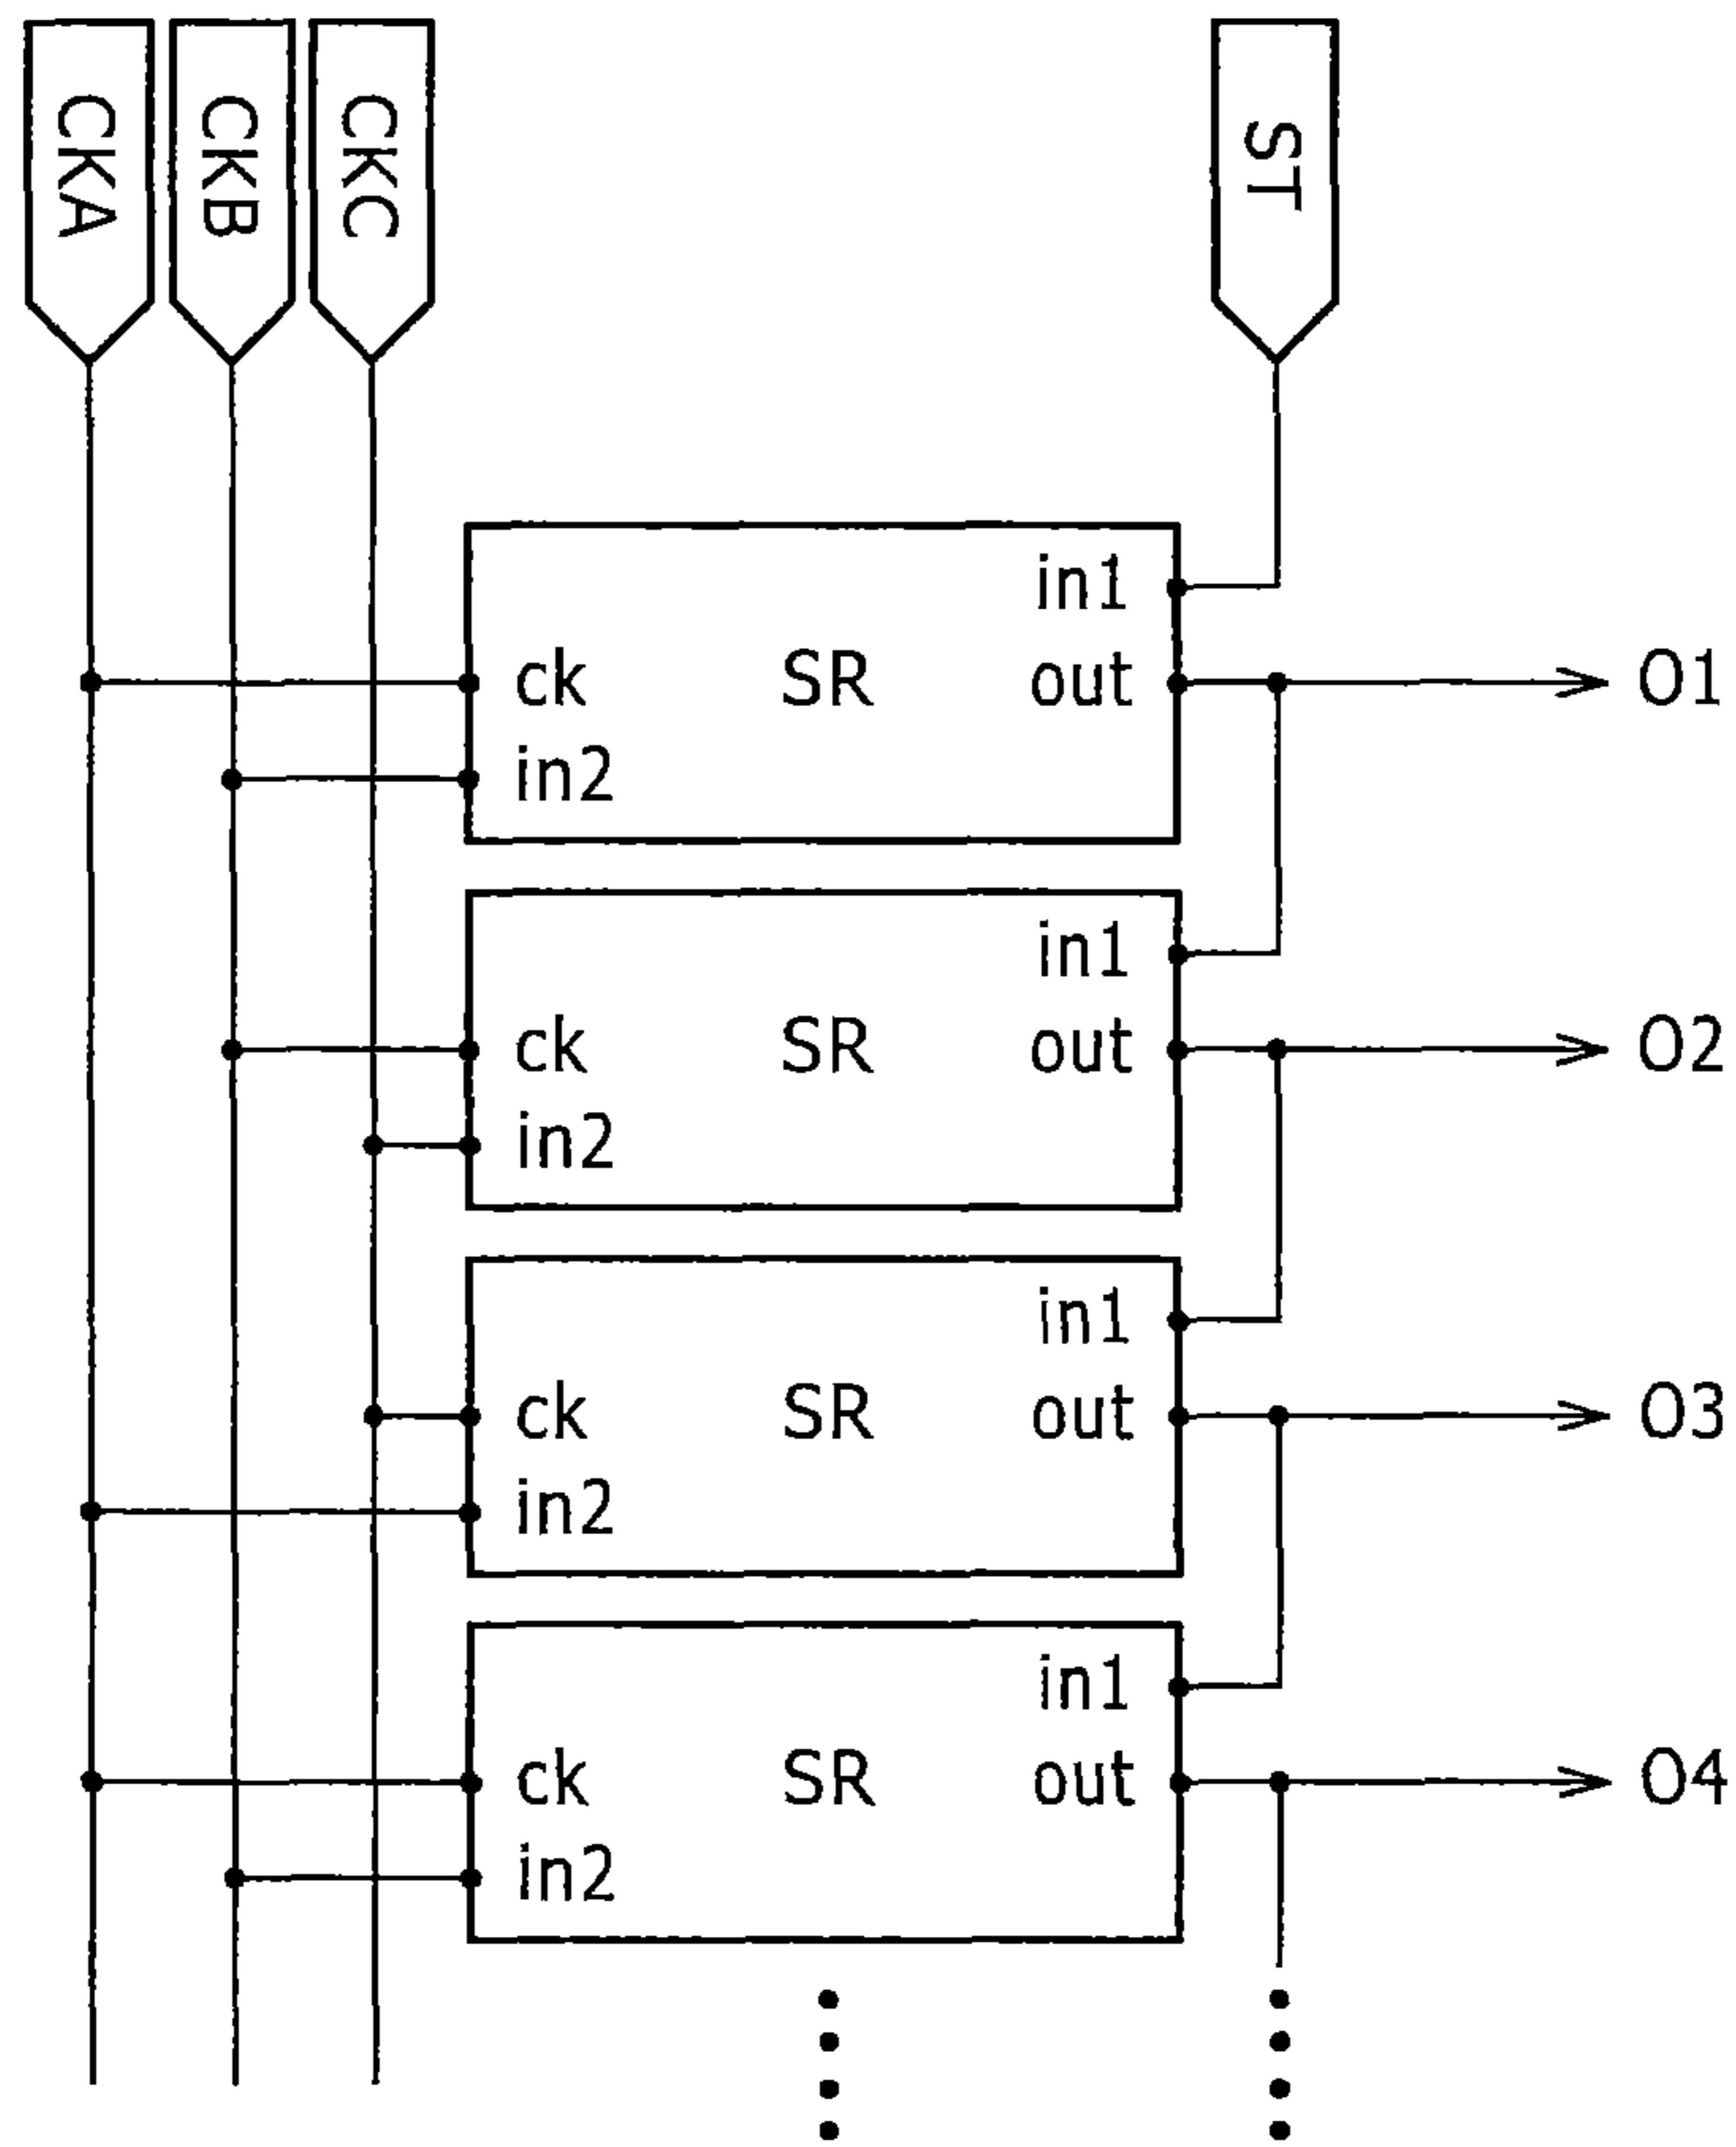 CKA
CKB
CKC
ST
in1
ck SR out O1
in2
in1
ck SR out O2
in2
in1
ck SR out O3
in2
in1
ck SR out O4
in2